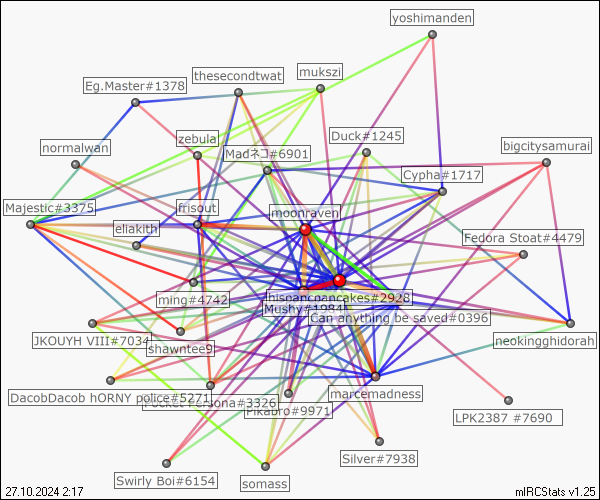 yoshimanden
thesecondtwat
mukszi
Eg.Master#1378
zebula
Duck#1245
normalwan
Madネコ#6901
bigcitysamurai
Cypha#1717
Majestic#3375
frisout
moonraven
eliakith
Fedora Stoat#4479
ming#4742
hispanicpancakes#2928
Mushy#1984
Can anything be saved#0396
JKOUYH VIII#7034
shawntee9
neokingghidorah
DacobDacob hORNY police#5271
Persona#3326
marcemadness
Pikabro#9971
LPK2387 #7690
Silver#7938
Swirly Boi#6154
somass
27.10.2024 2:17
mIRCStats v1.25